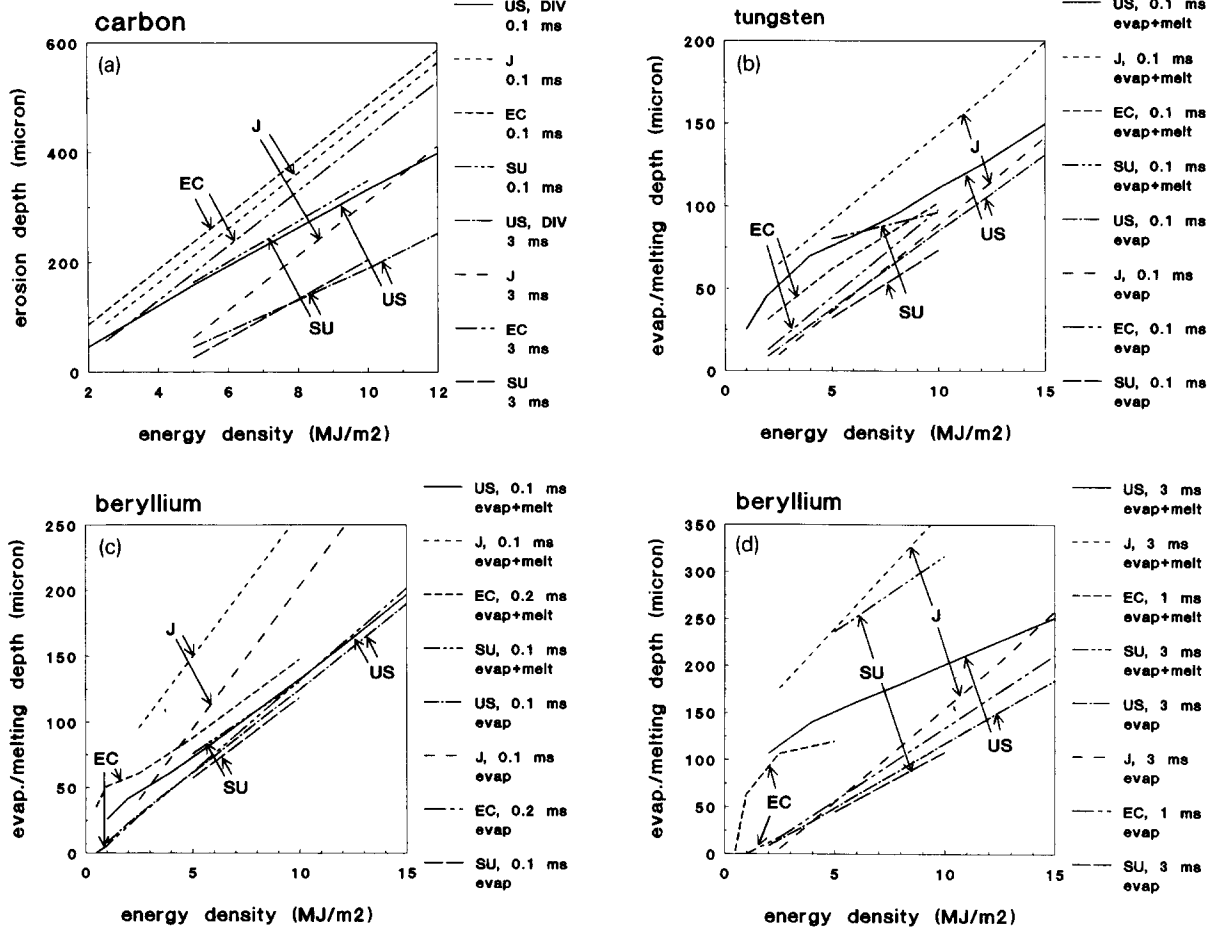 carbon
(a)
600
400
200
0
2
4
6
8
10
12
erosion depth (micron)
energy density (MJ/m2)
J
EC
US
SU
US, DIV
0.1 ms
J
0.1 ms
EC
0.1 ms
SU
0.1 ms
US, DIV
3 ms
J
3 ms
EC
3 ms
SU
3 ms
tungsten
(b)
200
150
100
50
0
0
5
10
15
evap./melting depth (micron)
energy density (MJ/m2)
J
EC
US
SU
US, 0.1 ms
evap+melt
J, 0.1 ms
evap+melt
EC, 0.1 ms
evap+melt
SU, 0.1 ms
evap+melt
US, 0.1 ms
evap
J, 0.1 ms
evap
EC, 0.1 ms
evap
SU, 0.1 ms
evap
beryllium
(c)
250
200
150
100
50
0
0
5
10
15
evap./melting depth (micron)
energy density (MJ/m2)
J
EC
US
SU
US, 0.1 ms
evap+melt
J, 0.1 ms
evap+melt
EC, 0.2 ms
evap+melt
SU, 0.1 ms
evap+melt
US, 0.1 ms
evap
J, 0.1 ms
evap
EC, 0.2 ms
evap
SU, 0.1 ms
evap
beryllium
(d)
350
300
250
200
150
100
50
0
0
5
10
15
evap./melting depth (micron)
energy density (MJ/m2)
J
SU
US
EC
US, 3 ms
evap+melt
J, 3 ms
evap+melt
EC, 1 ms
evap+melt
SU, 3 ms
evap+melt
US, 3 ms
evap
J, 3 ms
evap
EC, 1 ms
evap
SU, 3 ms
evap